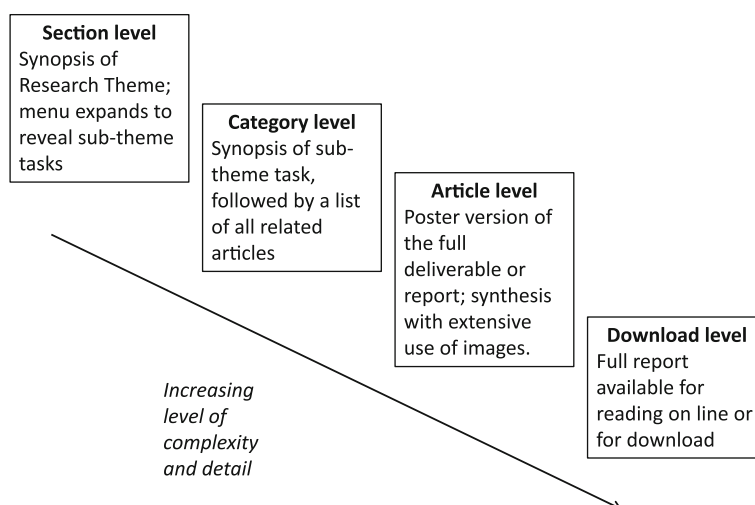 Section level
Synopsis of
Research Theme;
menu expands to
reveal sub-theme
tasks
Category level
Synopsis of sub-
theme task,
followed by a list
of all related
articles
Article level
Poster version of
the full
deliverable or
report; synthesis
with extensive
use of images.
Download level
Full report
available for
reading on line or
for download
Increasing
level of
complexity
and detail